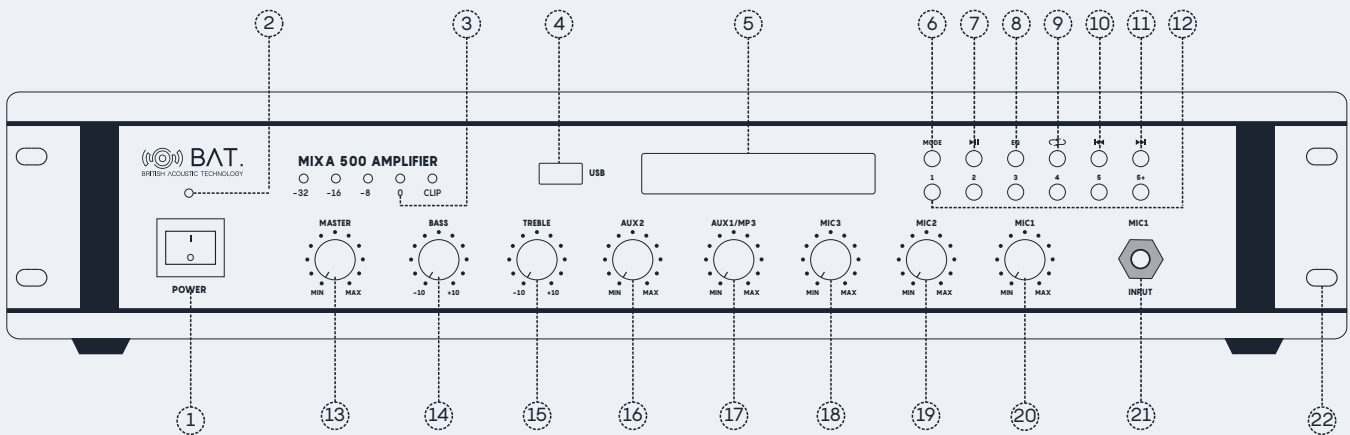 2 3 4 5 6 7 8 9 10 11 12
MODE EQ
BAT.
BRITISH ACOUSTIC TECHNOLOGY
MIXA 500 AMPLIFIER
USB
1 2 3 4 5 5+
-32 -16 -8 0 CLIP
MASTER BASS TREBLE AUX2 AUX1/MP3 MIC3 MIC2 MIC1 MIC1
POWER
MIN MAX -10 +10 -10 +10 MIN MAX MIN MAX MIN MAX MIN MAX MIN MAX INPUT
1 13 14 15 16 17 18 19 20 21 22